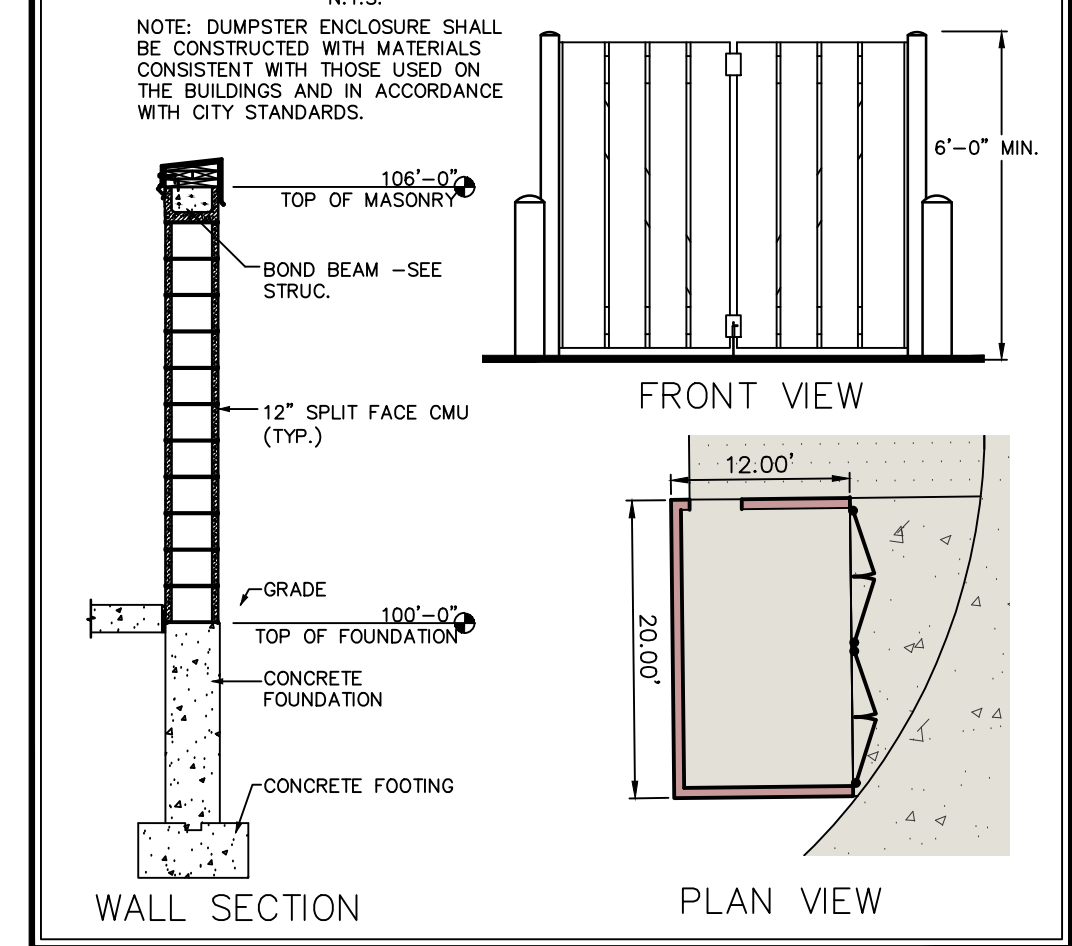 N.T.S.
NOTE: DUMPSTER ENCLOSURE SHALL
BE CONSTRUCTED WITH MATERIALS
CONSISTENT WITH THOSE USED ON
THE BUILDINGS AND IN ACCORDANCE
WITH CITY STANDARDS.
106'-0"
TOP OF MASONRY
BOND BEAM -SEE
STRUC.
12" SPLIT FACE CMU
(TYP.)
GRADE
100'-0"
TOP OF FOUNDATION
CONCRETE
FOUNDATION
CONCRETE FOOTING
WALL SECTION
6'-0" MIN.
FRONT VIEW
12.00'
20.00'
PLAN VIEW